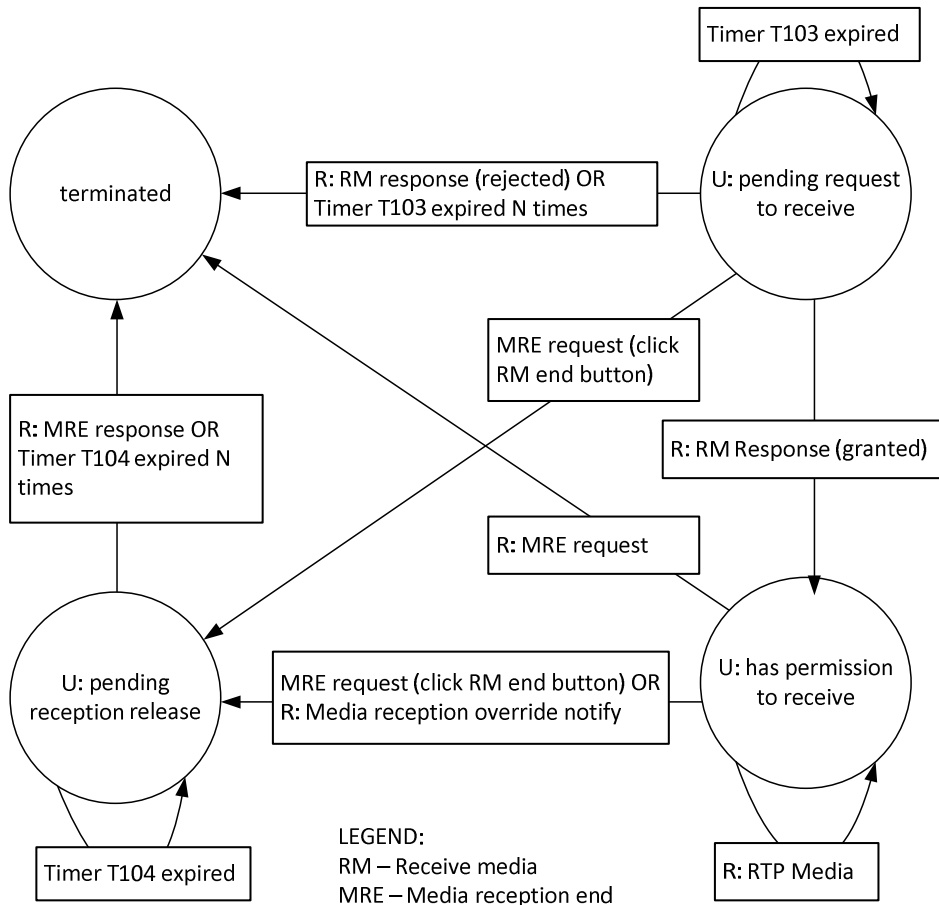 Timer T103 expired
terminated
R: RM response (rejected) OR
Timer T103 expired N times
U: pending request
to receive
MRE request (click
RM end button)
R: MRE response OR
Timer T104 expired N
times
R: RM Response (granted)
R: MRE request
U: pending
reception release
MRE request (click RM end button) OR
R: Media reception override notify
U: has permission
to receive
Timer T104 expired
LEGEND:
RM – Receive media
MRE – Media reception end
R: RTP Media